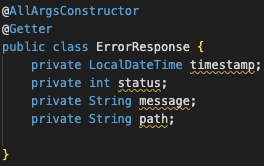 @AllArgsConstructor
@Getter
public class ErrorResponse {
    private LocalDateTime timestamp;
    private int status;
    private String message;
    private String path;
}